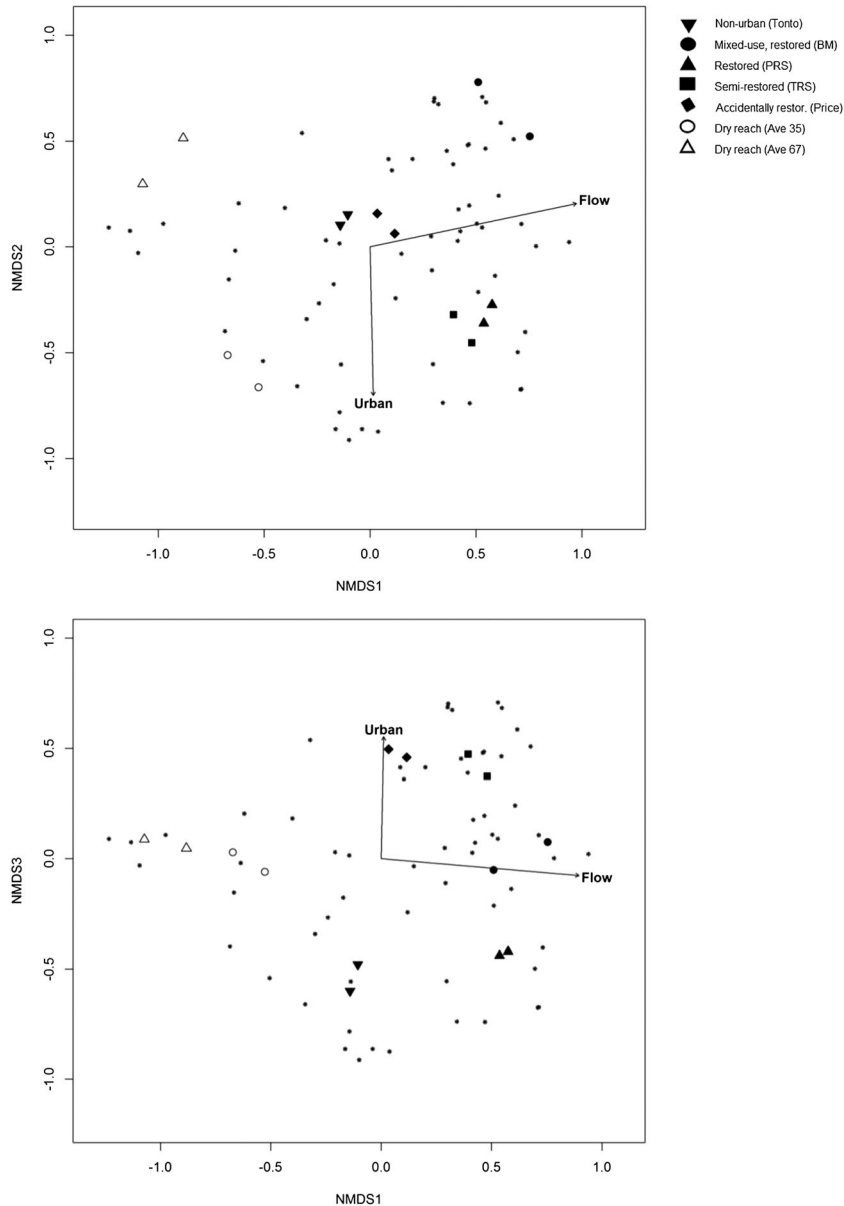 Non-urban (Tonto)
Mixed-use, restored (BM)
Restored (PRS)
Semi-restored (TRS)
Accidentally restor. (Price)
Dry reach (Ave 35)
Dry reach (Ave 67)
1.0
0.5
0.0
-0.5
-1.0
NMDS2
Flow
Urban
-1.0 -0.5 0.0 0.5 1.0
NMDS1
1.0
0.5
0.0
-0.5
-1.0
NMDS3
Urban
Flow
-1.0 -0.5 0.0 0.5 1.0
NMDS1